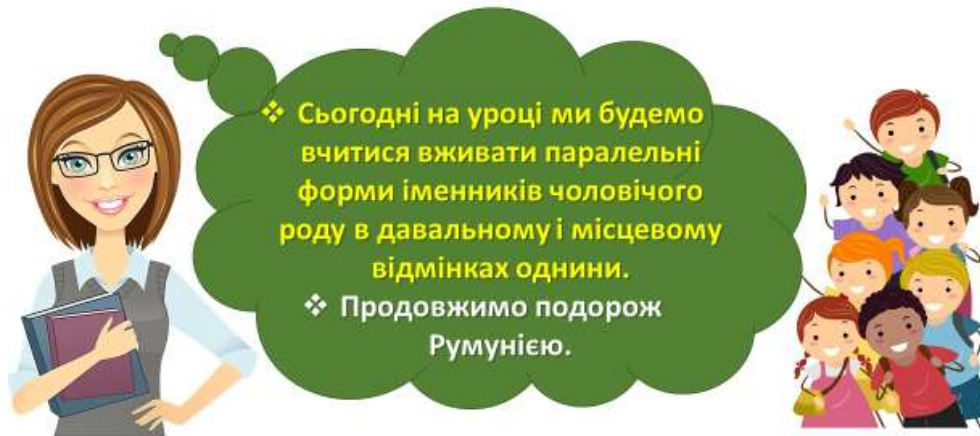 ❖ Сьогодні на уроці ми будемо
вчитися вживати паралельні
форми іменників чоловічого
роду в давальному і місцевому
відмінках однини.
❖ Продовжимо подорож
Румунією.